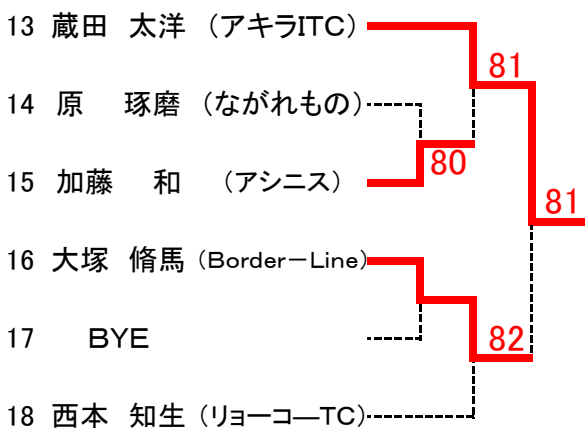 13 蔵田 太洋 (アキラITC)
81
14 原 琢磨 (ながれもの)
80
15 加藤 和 (アシニス)
81
16 大塚 脩馬 (Border－Line)
17 BYE
82
18 西本 知生 (リョーコ―TC)